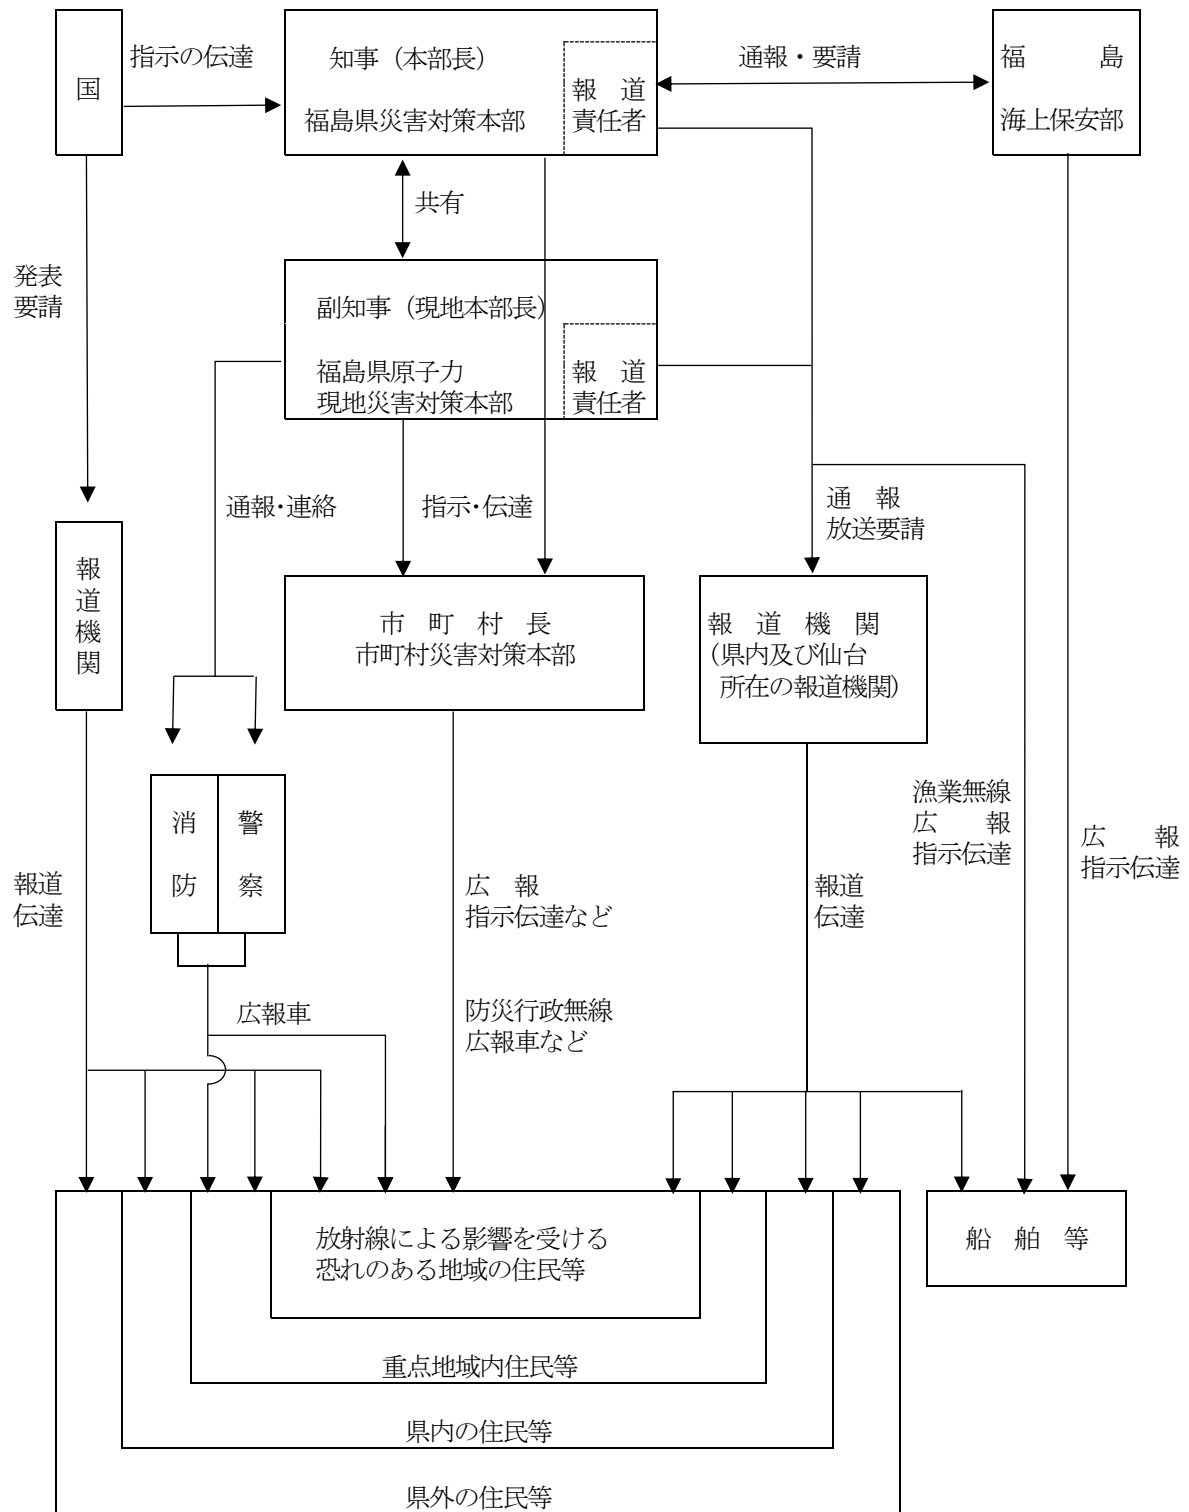 国
指示の伝達
知事（本部長）
福島県災害対策本部
報　道
責任者
通報・要請
福　　　島
海上保安部
共有
発表
要請
副知事（現地本部長）
福島県原子力
現地災害対策本部
報　道
責任者
通報･連絡
指示･伝達
通　報
放送要請
報道機関
市　町　村　長
市町村災害対策本部
報　道　機　関
（県内及び仙台
所在の報道機関）
消防
警察
漁業無線
広　　報
指示伝達
広　　報
指示伝達
報道
伝達
広　報
指示伝達など
報道
伝達
広報車
防災行政無線
広報車など
放射線による影響を受ける
恐れのある地域の住民等
船　舶　等
重点地域内住民等
県内の住民等
県外の住民等